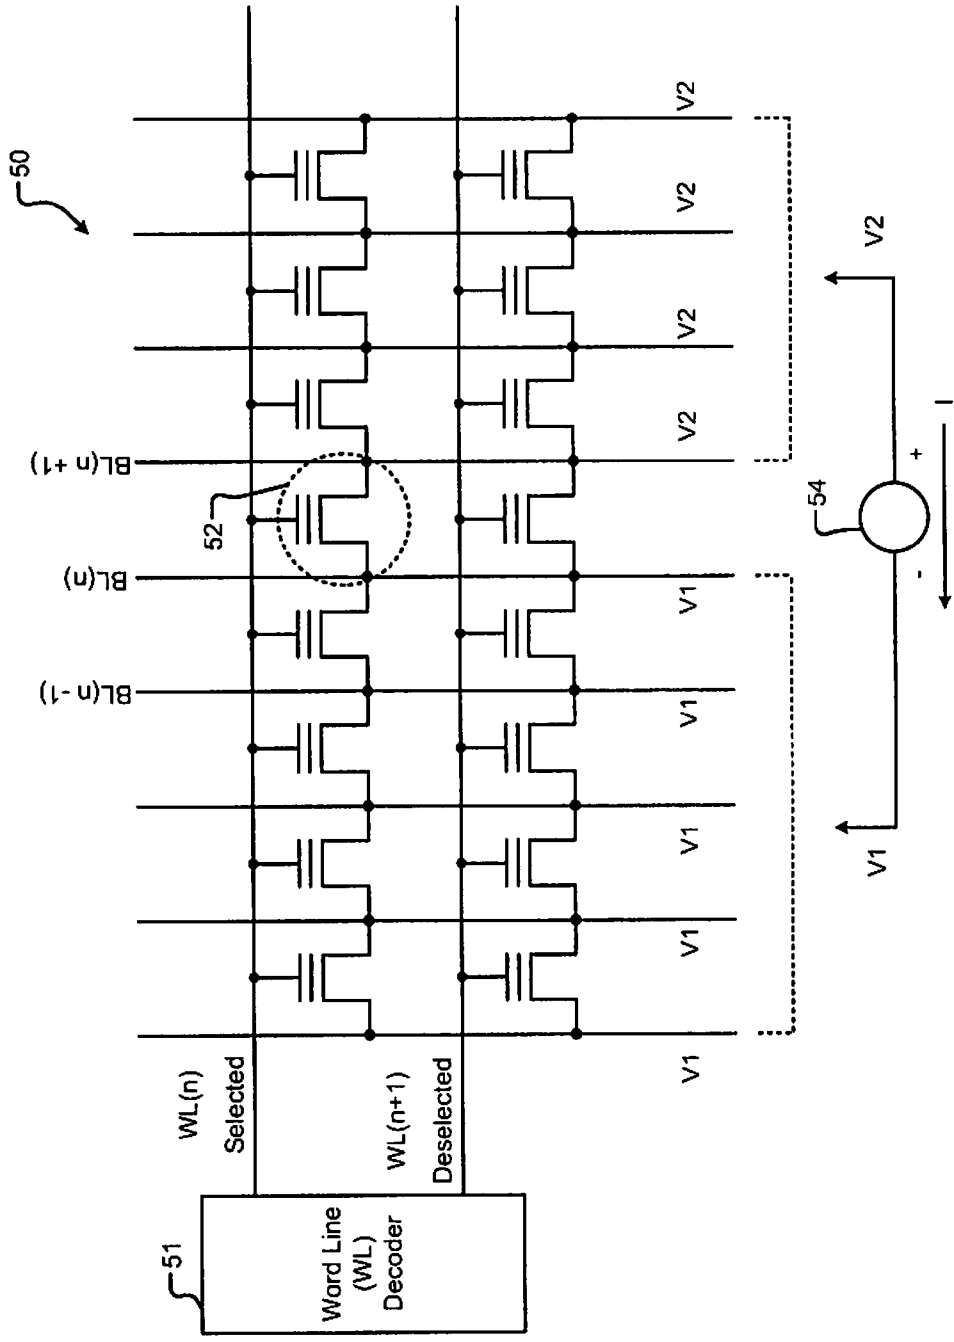 50
BL(n-1)
BL(n)
BL(n+1)
52
WL(n)
Selected
WL(n+1)
Deselected
51
Word Line
(WL)
Decoder
V1
V1
V1
V1
V1
V2
V2
V2
V2
V1
V2
54
-
+
I